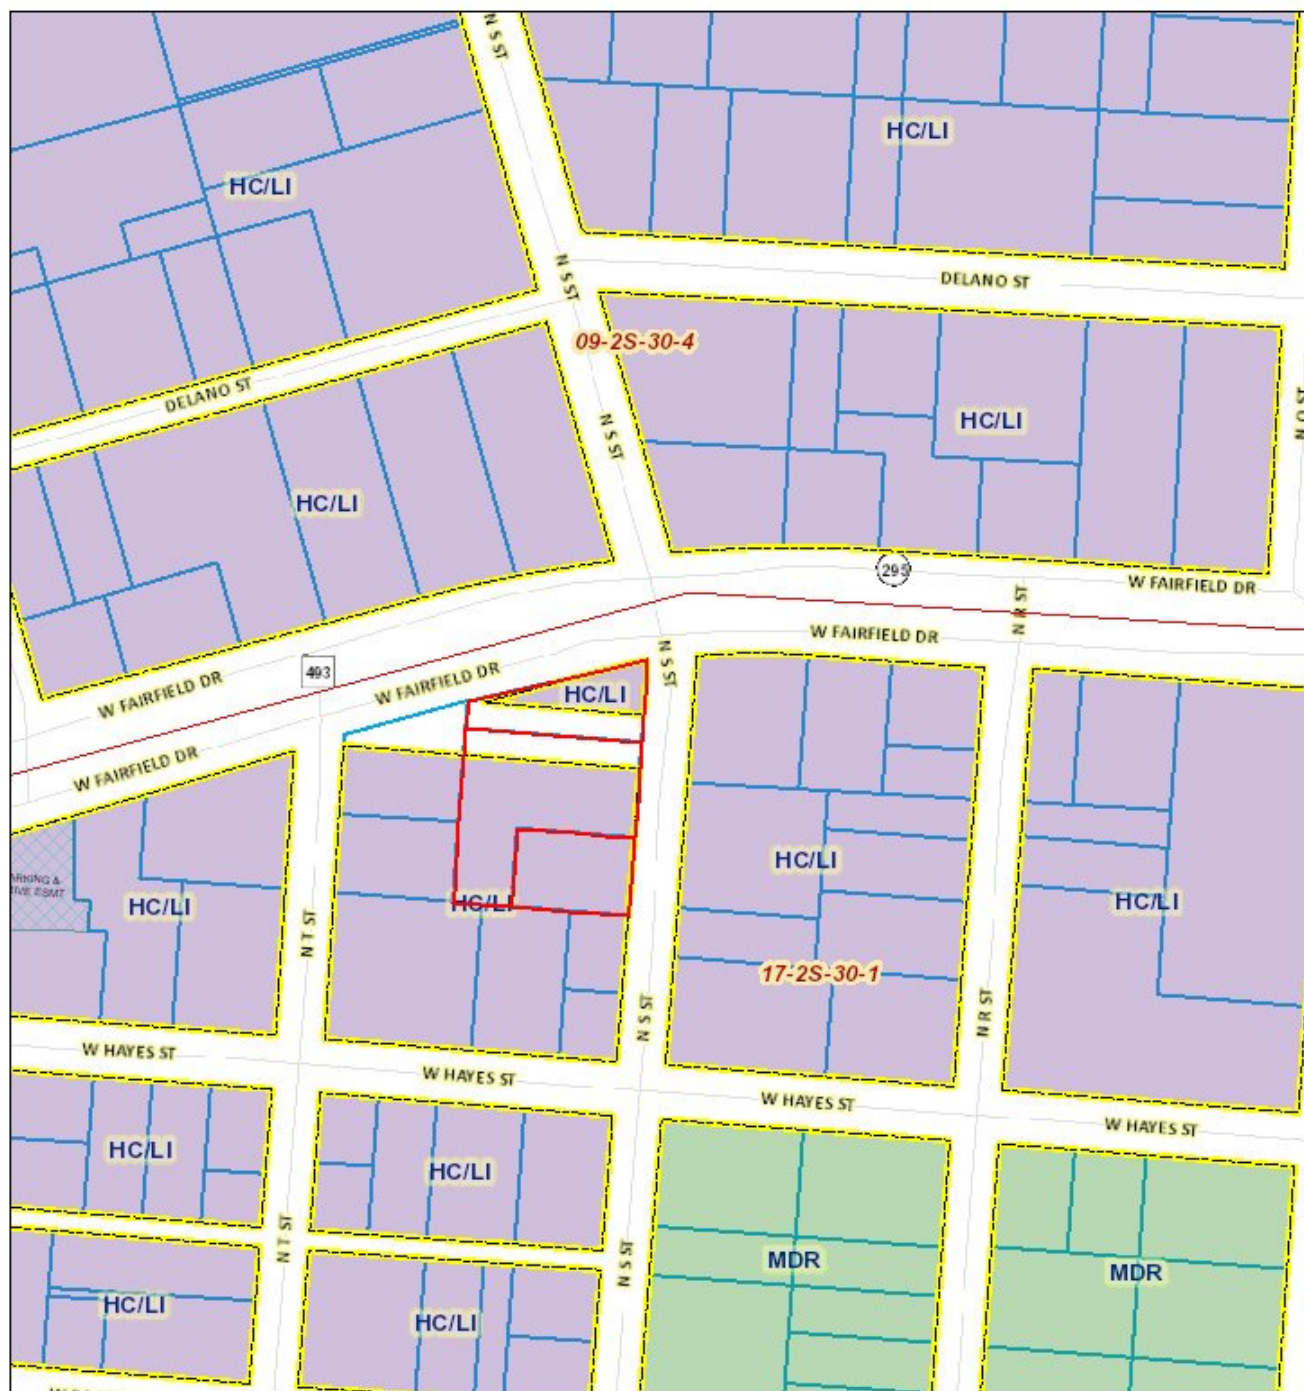 N S ST
HC/LI
HC/LI
N S ST
DELANO ST
09-2S-30-4
DELANO ST
N S ST
HC/LI
HC/LI
295
W FAIRFIELD DR
N R ST
W FAIRFIELD DR
N S ST
493
W FAIRFIELD DR
HC/LI
W FAIRFIELD DR
W FAIRFIELD DR
HC/LI
HC/LI
HC/LI
HC/LI
N T ST
17-2S-30-1
N S ST
N R ST
W HAYES ST
W HAYES ST
W HAYES ST
W HAYES ST
HC/LI
HC/LI
N T ST
N S ST
MDR
MDR
HC/LI
HC/LI